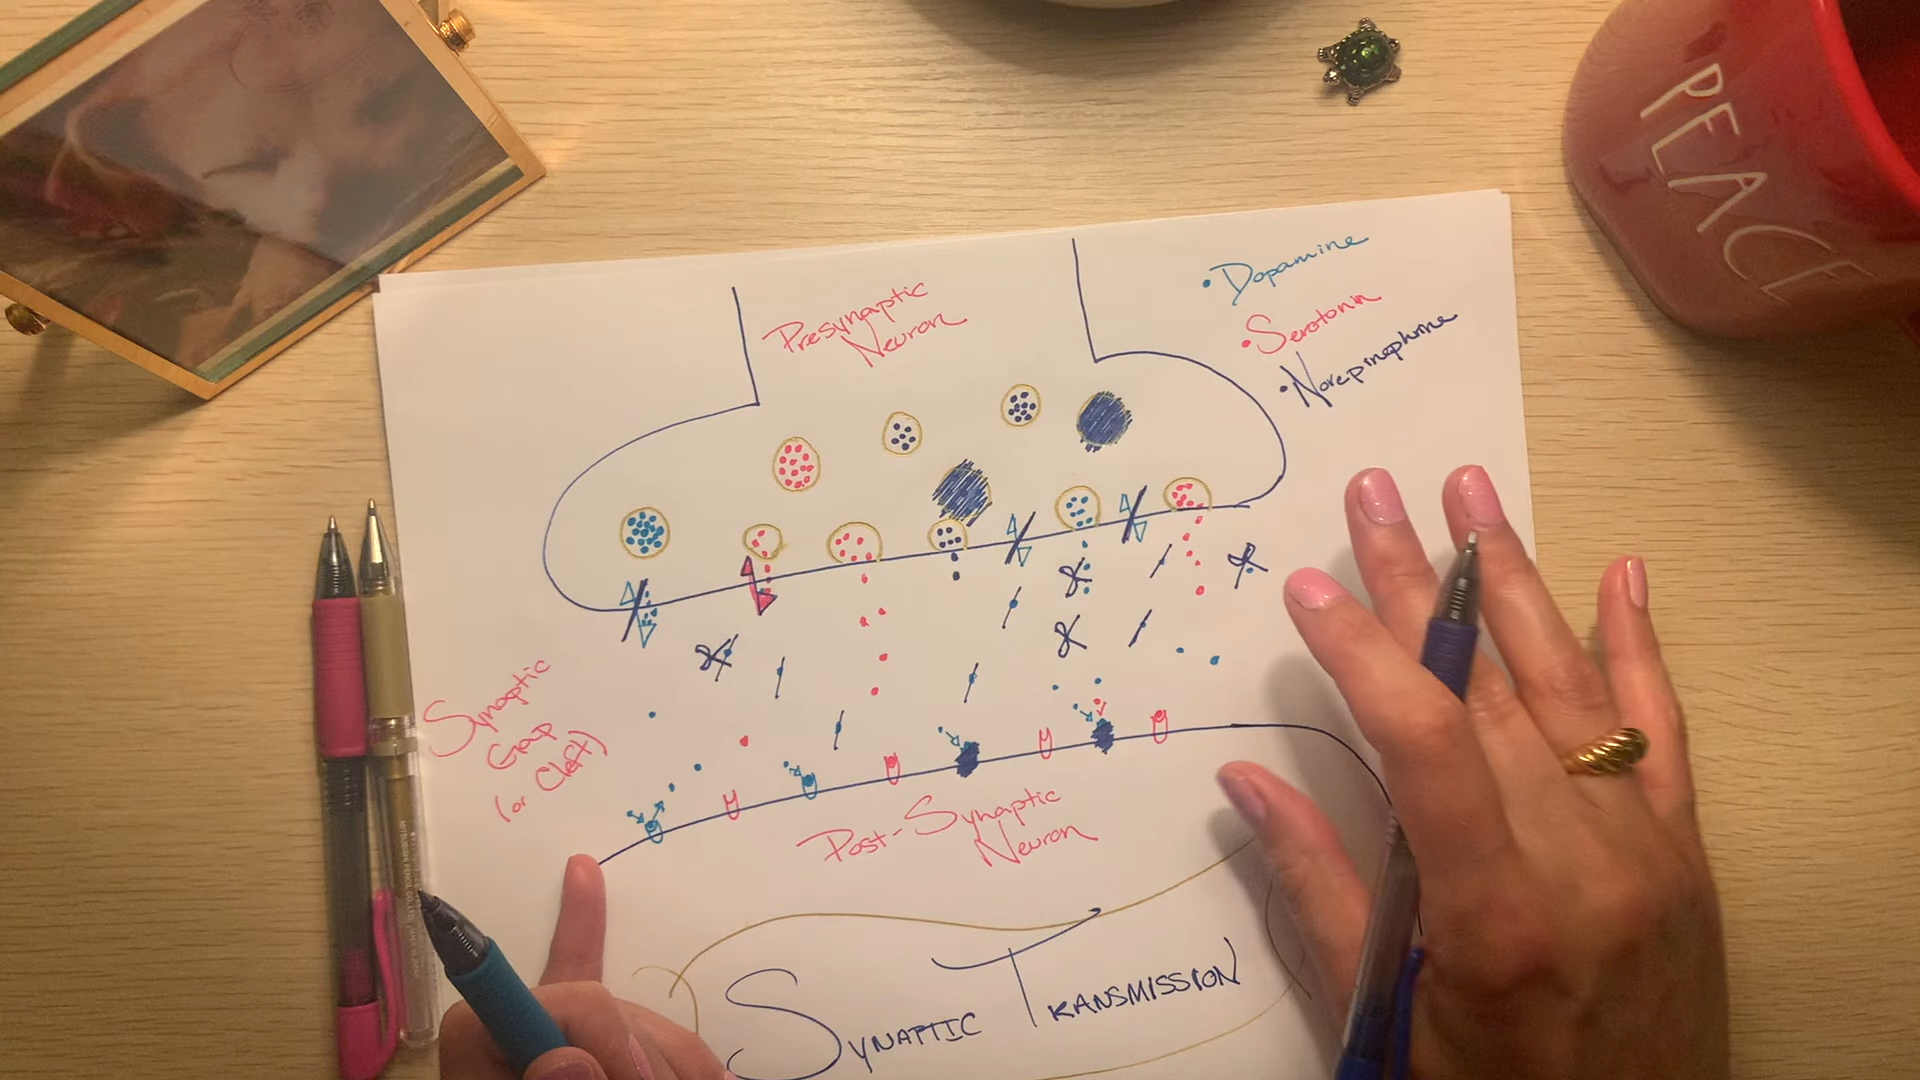 PEACE
• Dopamine
Presynaptic
Neuron
• Serotonin
• Norepinephrine
Synaptic
Gap
(or Cleft)
Post-Synaptic
Neuron
SYNAPTIC TRANSMISSION